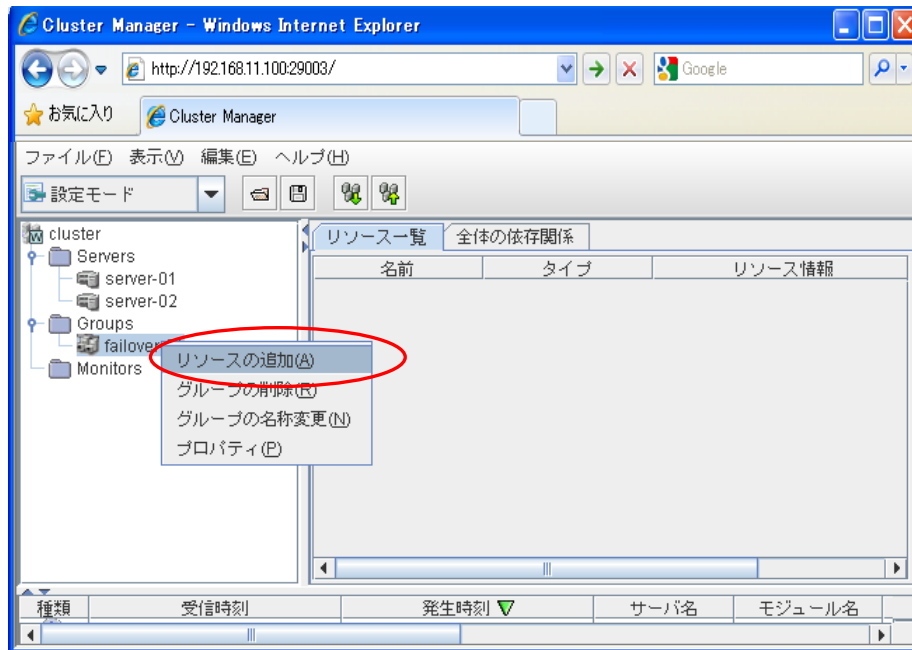 Cluster Manager - Windows Internet Explorer
http://192.168.11.100:29003/
Google
お気に入り Cluster Manager
ファイル(F) 表示(V) 編集(E) ヘルプ(H)
設定モード
cluster
Servers
server-01
server-02
Groups
failover
Monitors
リソースの追加(A)
グループの削除(R)
グループの名称変更(N)
プロパティ(P)
リソース一覧 全体の依存関係
名前 タイプ リソース情報
種類 受信時刻 発生時刻 サーバ名 モジュール名